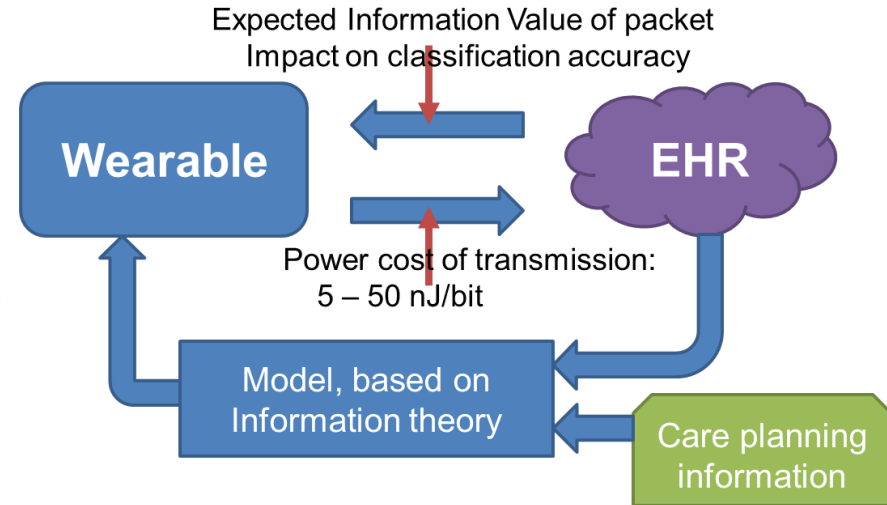 Expected Information Value of packet
Impact on classification accuracy
Wearable
EHR
Power cost of transmission:
5 – 50 nJ/bit
Model, based on
Information theory
Care planning
information